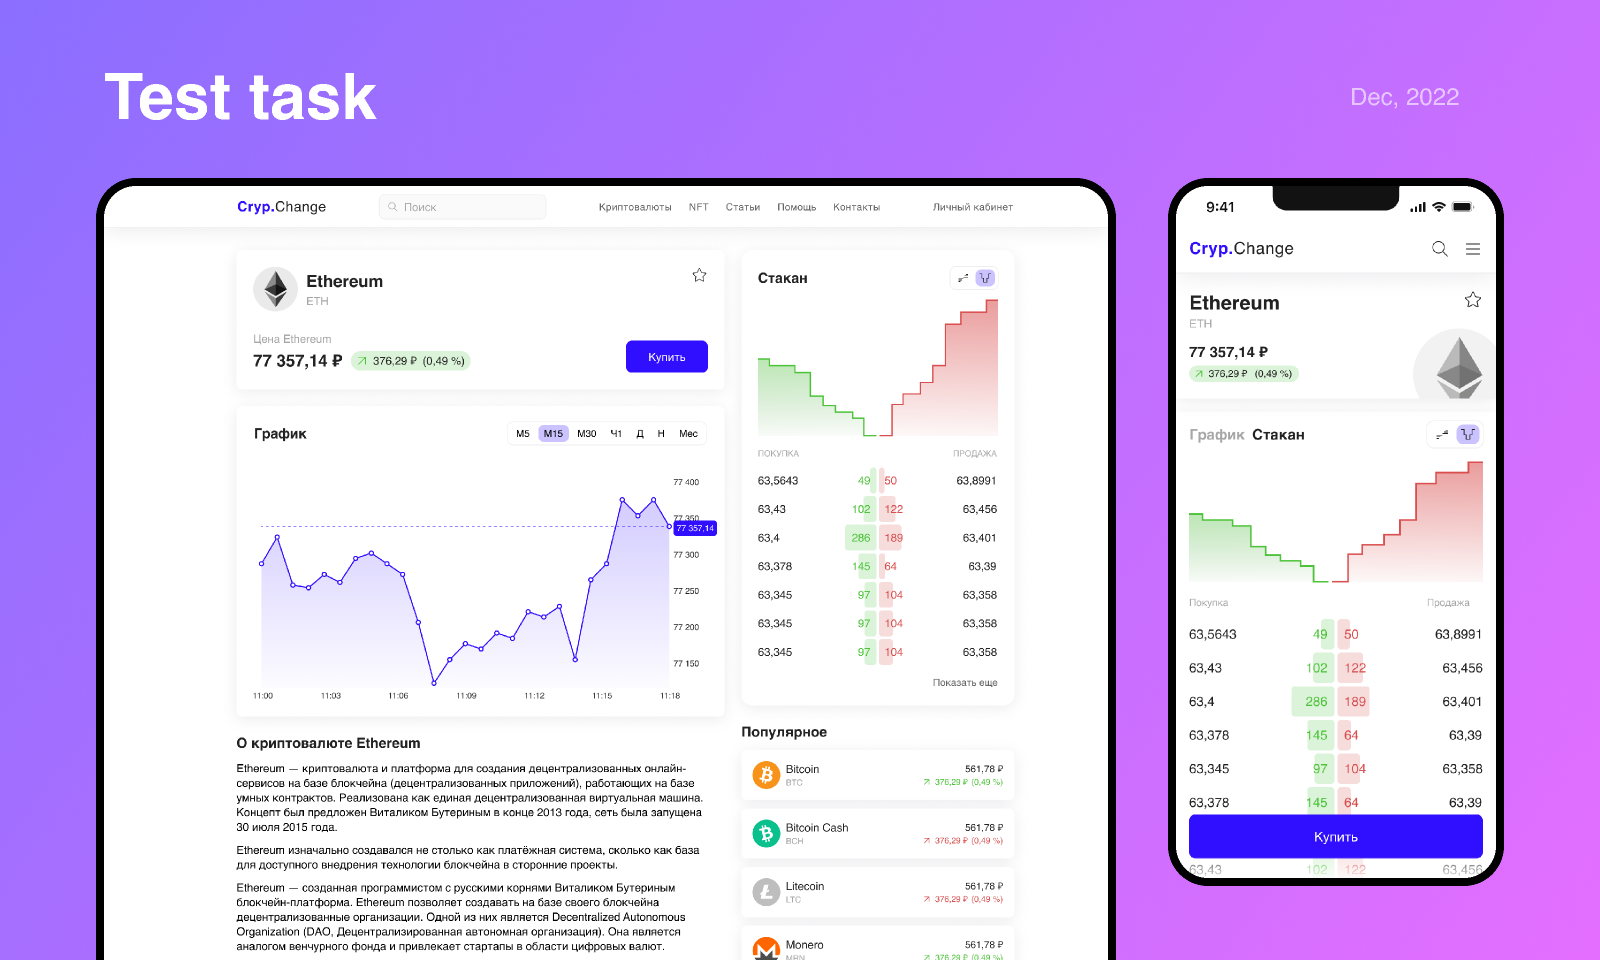 Test task
Dec, 2022
Cryp.Change
Поиск
Криптовалюты NFT Статьи Помощь Контакты
Личный кабинет
Ethereum
ETH
Цена Ethereum
77 357,14 ₽ 376,29 ₽ (0,49 %)
Купить
График
M5 M15 M30 Ч1 Д Н Мес
77 400
77 350
77 357,14
77 300
77 250
77 200
77 150
11:00 11:03 11:06 11:09 11:12 11:15 11:18
О криптовалюте Ethereum
Ethereum — криптовалюта и платформа для создания децентрализованных онлайн-
сервисов на базе блокчейна (децентрализованных приложений), работающих на базе
умных контрактов. Реализована как единая децентрализованная виртуальная машина.
Концепт был предложен Виталиком Бутериным в конце 2013 года, сеть была запущена
30 июля 2015 года.
Ethereum изначально создавался не столько как платёжная система, сколько как база
для доступного внедрения технологии блокчейна в сторонние проекты.
Ethereum — созданная программистом с русскими корнями Виталиком Бутериным
блокчейн-платформа. Ethereum позволяет создавать на базе своего блокчейна
децентрализованные организации. Одной из них является Decentralized Autonomous
Organization (DAO, Децентрализированная автономная организация). Она является
аналогом венчурного фонда и привлекает стартапы в области цифровых валют.
Стакан
ПОКУПКА ПРОДАЖА
63,5643 49 50 63,8991
63,43 102 122 63,456
63,4 286 189 63,401
63,378 145 64 63,39
63,345 97 104 63,358
63,345 97 104 63,358
63,345 97 104 63,358
Показать еще
Популярное
Bitcoin 561,78 ₽
BTC 376,29 ₽ (0,49 %)
Bitcoin Cash 561,78 ₽
BCH 376,29 ₽ (0,49 %)
Litecoin 561,78 ₽
LTC 376,29 ₽ (0,49 %)
Monero 561,78 ₽
MRN 376,29 ₽ (0,49 %)
9:41
Cryp.Change
Ethereum
ETH
77 357,14 ₽
376,29 ₽ (0,49 %)
График Стакан
Покупка Продажа
63,5643 49 50 63,8991
63,43 102 122 63,456
63,4 286 189 63,401
63,378 145 64 63,39
63,345 97 104 63,358
63,378 145 64 63,39
Купить
63,43 102 122 63,456